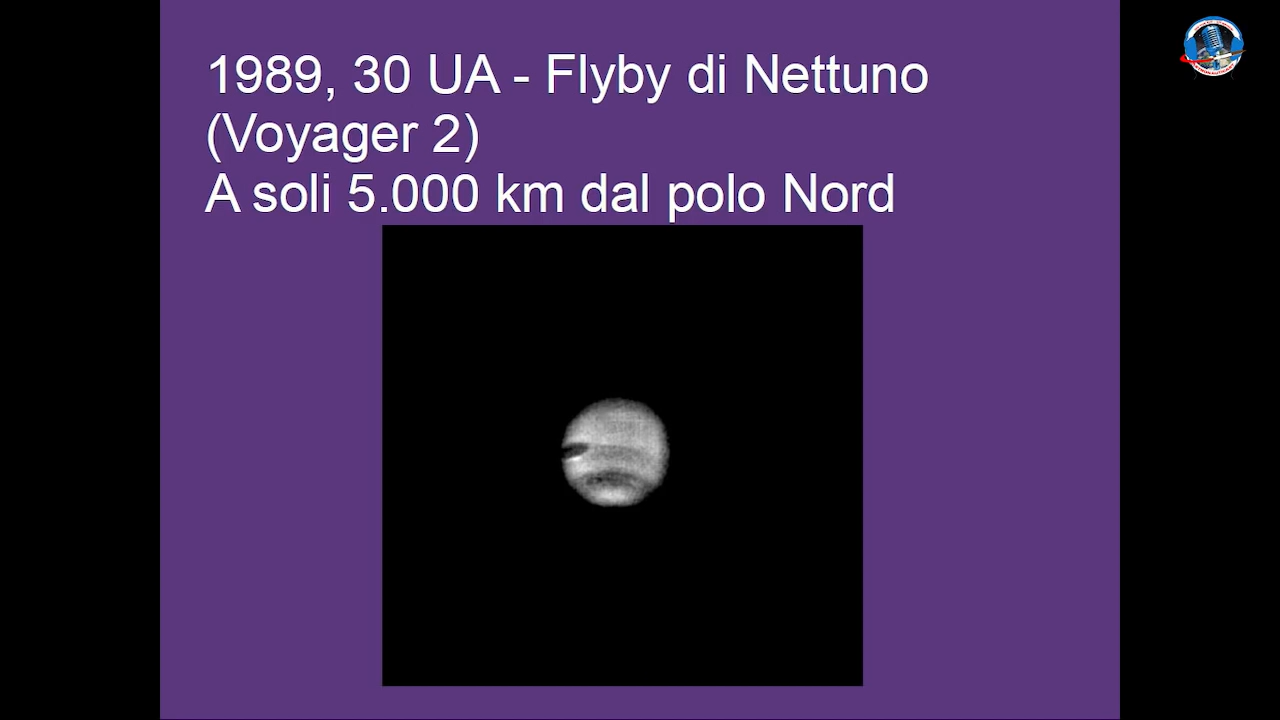 1989, 30 UA - Flyby di Nettuno
(Voyager 2)
A soli 5.000 km dal polo Nord